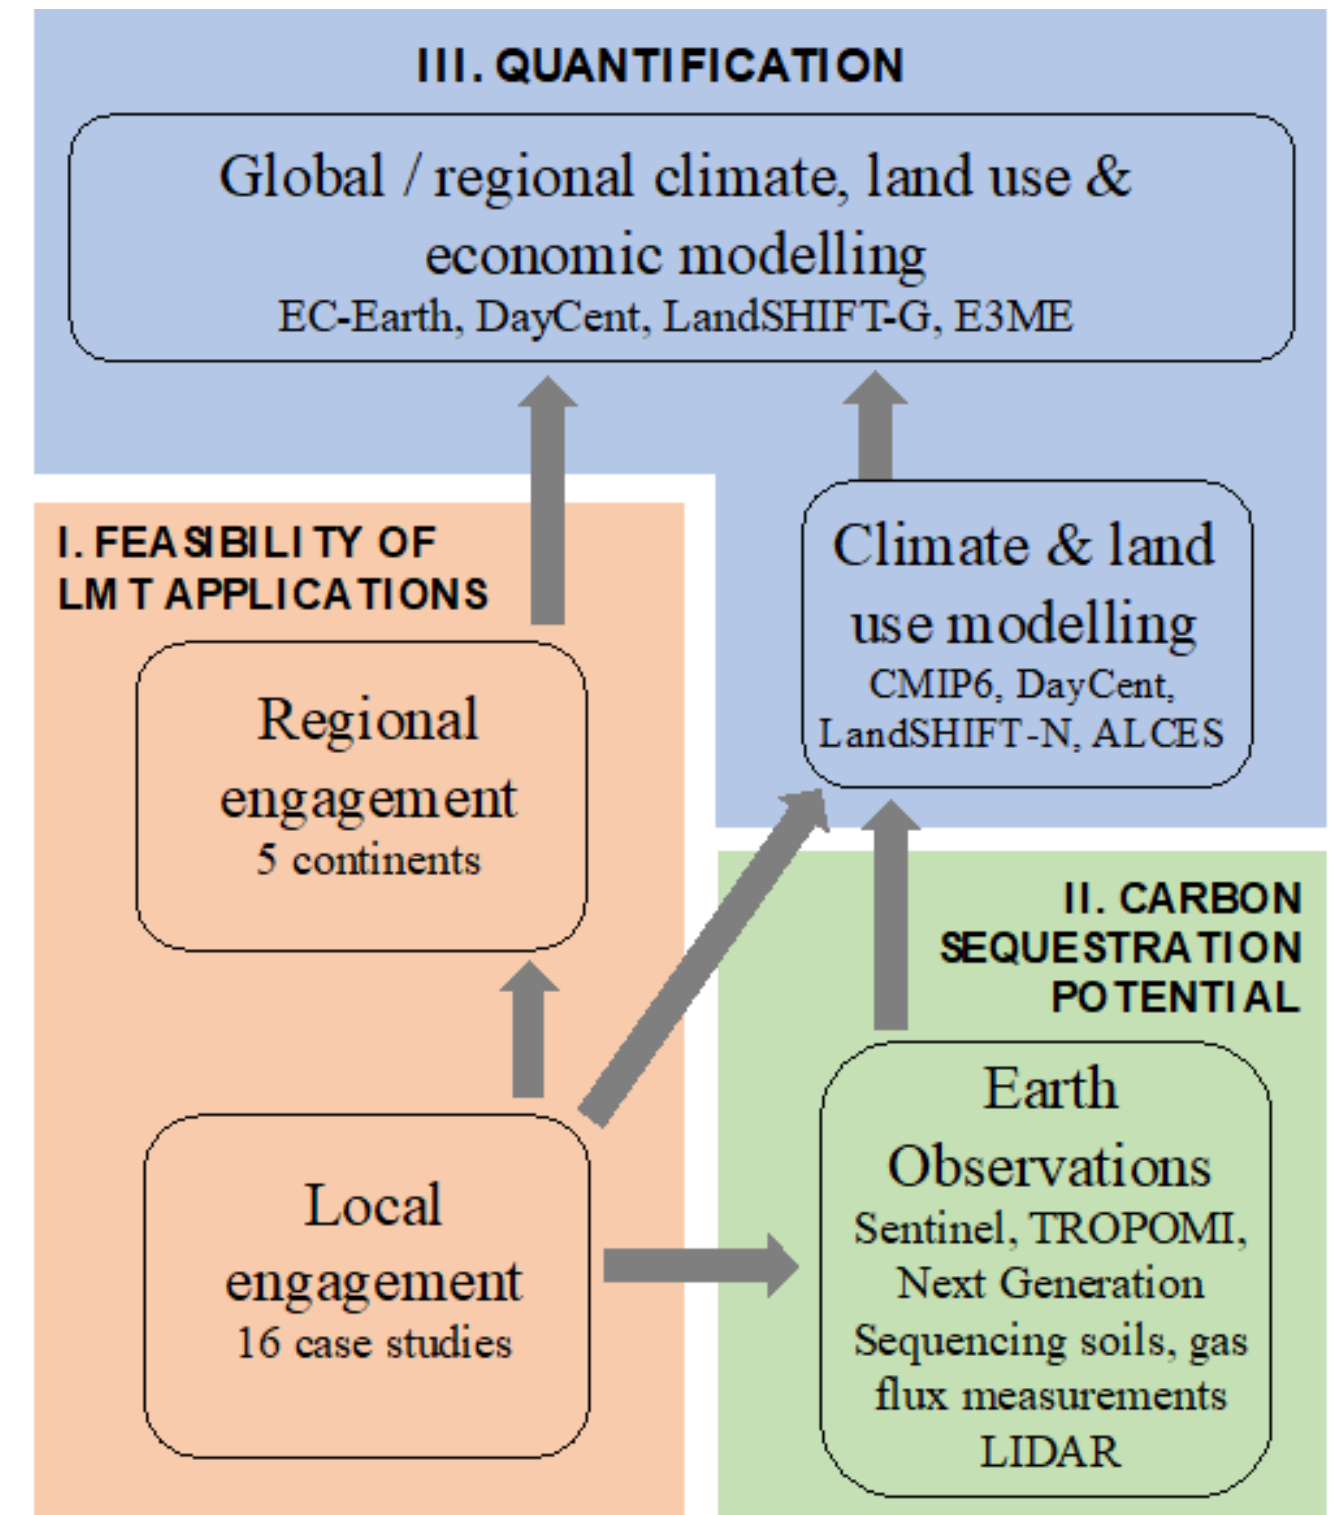 III. QUANTIFICATION
Global / regional climate, land use &
economic modelling
EC-Earth, DayCent, LandSHIFT-G, E3ME
I. FEASIBILITY OF
LMT APPLICATIONS
Regional
engagement
5 continents
Local
engagement
16 case studies
Climate & land
use modelling
CMIP6, DayCent,
LandSHIFT-N, ALCES
II. CARBON
SEQUESTRATION
POTENTIAL
Earth
Observations
Sentinel, TROPOMI,
Next Generation
Sequencing soils, gas
flux measurements
LIDAR